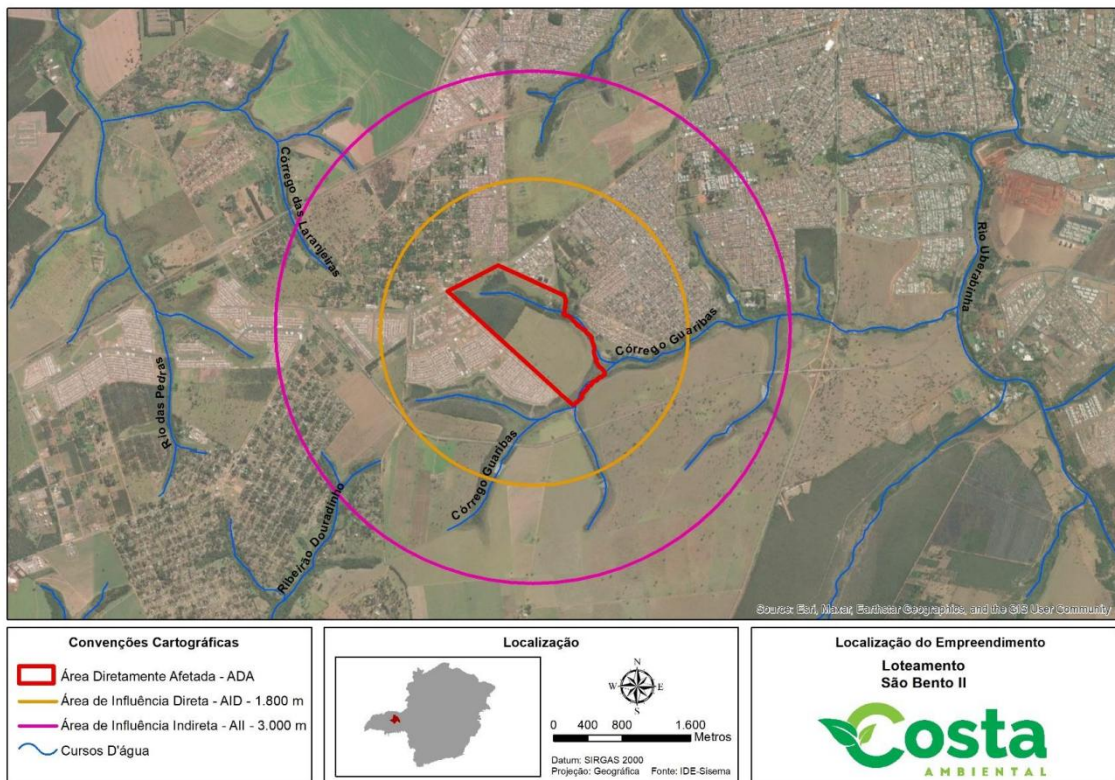 Córrego das Laranjeiras
Rio Uberabinha
Córrego Guaribas
Rio das Pedras
Córrego Guaribas
Ribeirão Douradinho
Source: Esri, Maxar, Earthstar Geographics, and the GIS User Community
Convenções Cartográficas
Área Diretamente Afetada - ADA
Área de Influência Direta - AID - 1.800 m
Área de Influência Indireta - AII - 3.000 m
Cursos D'água
Localização
N
W E
S
0 400 800 1.600
Metros
Datum: SIRGAS 2000
Projeção: Geográfica Fonte: IDE-Sisema
Localização do Empreendimento
Loteamento
São Bento II
Costa
AMBIENTAL